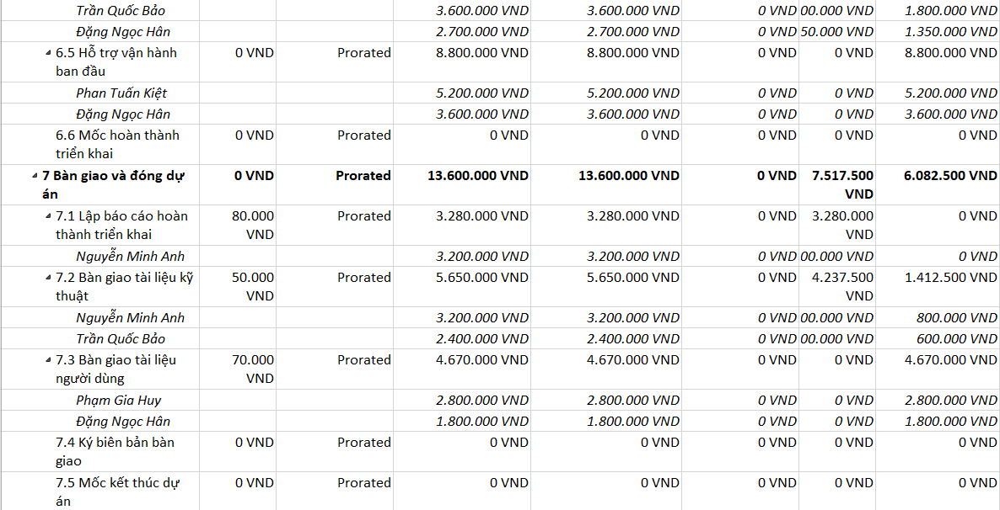 Trần Quốc Bảo 3.600.000 VND 3.600.000 VND 0 VND 00.000 VND 1.800.000 VND
Đặng Ngọc Hân 2.700.000 VND 2.700.000 VND 0 VND 50.000 VND 1.350.000 VND
6.5 Hỗ trợ vận hành 0 VND Prorated 8.800.000 VND 8.800.000 VND 0 VND 0 VND 8.800.000 VND
ban đầu
Phan Tuấn Kiệt 5.200.000 VND 5.200.000 VND 0 VND 0 VND 5.200.000 VND
Đặng Ngọc Hân 3.600.000 VND 3.600.000 VND 0 VND 0 VND 3.600.000 VND
6.6 Mốc hoàn thành 0 VND Prorated 0 VND 0 VND 0 VND 0 VND 0 VND
triển khai
7 Bàn giao và đóng dự 0 VND Prorated 13.600.000 VND 13.600.000 VND 0 VND 7.517.500 6.082.500 VND
án VND
7.1 Lập báo cáo hoàn 80.000 Prorated 3.280.000 VND 3.280.000 VND 0 VND 3.280.000 0 VND
thành triển khai VND VND
Nguyễn Minh Anh 3.200.000 VND 3.200.000 VND 0 VND 00.000 VND 0 VND
7.2 Bàn giao tài liệu kỹ 50.000 Prorated 5.650.000 VND 5.650.000 VND 0 VND 4.237.500 1.412.500 VND
thuật VND VND
Nguyễn Minh Anh 3.200.000 VND 3.200.000 VND 0 VND 00.000 VND 800.000 VND
Trần Quốc Bảo 2.400.000 VND 2.400.000 VND 0 VND 00.000 VND 600.000 VND
7.3 Bàn giao tài liệu 70.000 Prorated 4.670.000 VND 4.670.000 VND 0 VND 0 VND 4.670.000 VND
người dùng VND
Phạm Gia Huy 2.800.000 VND 2.800.000 VND 0 VND 0 VND 2.800.000 VND
Đặng Ngọc Hân 1.800.000 VND 1.800.000 VND 0 VND 0 VND 1.800.000 VND
7.4 Ký biên bản bàn 0 VND Prorated 0 VND 0 VND 0 VND 0 VND 0 VND
giao
7.5 Mốc kết thúc dự 0 VND Prorated 0 VND 0 VND 0 VND 0 VND 0 VND
án